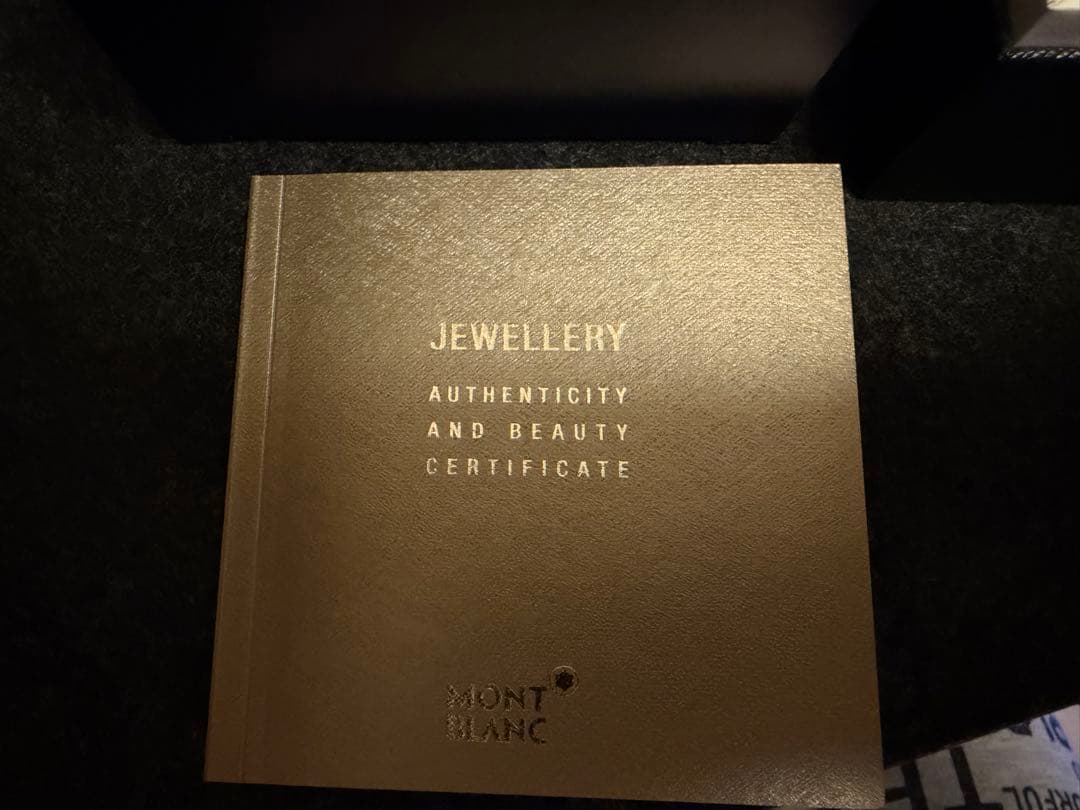 JEWELLERY
AUTHENTICITY
AND BEAUTY
CERTIFICATE
MONT
BLANC